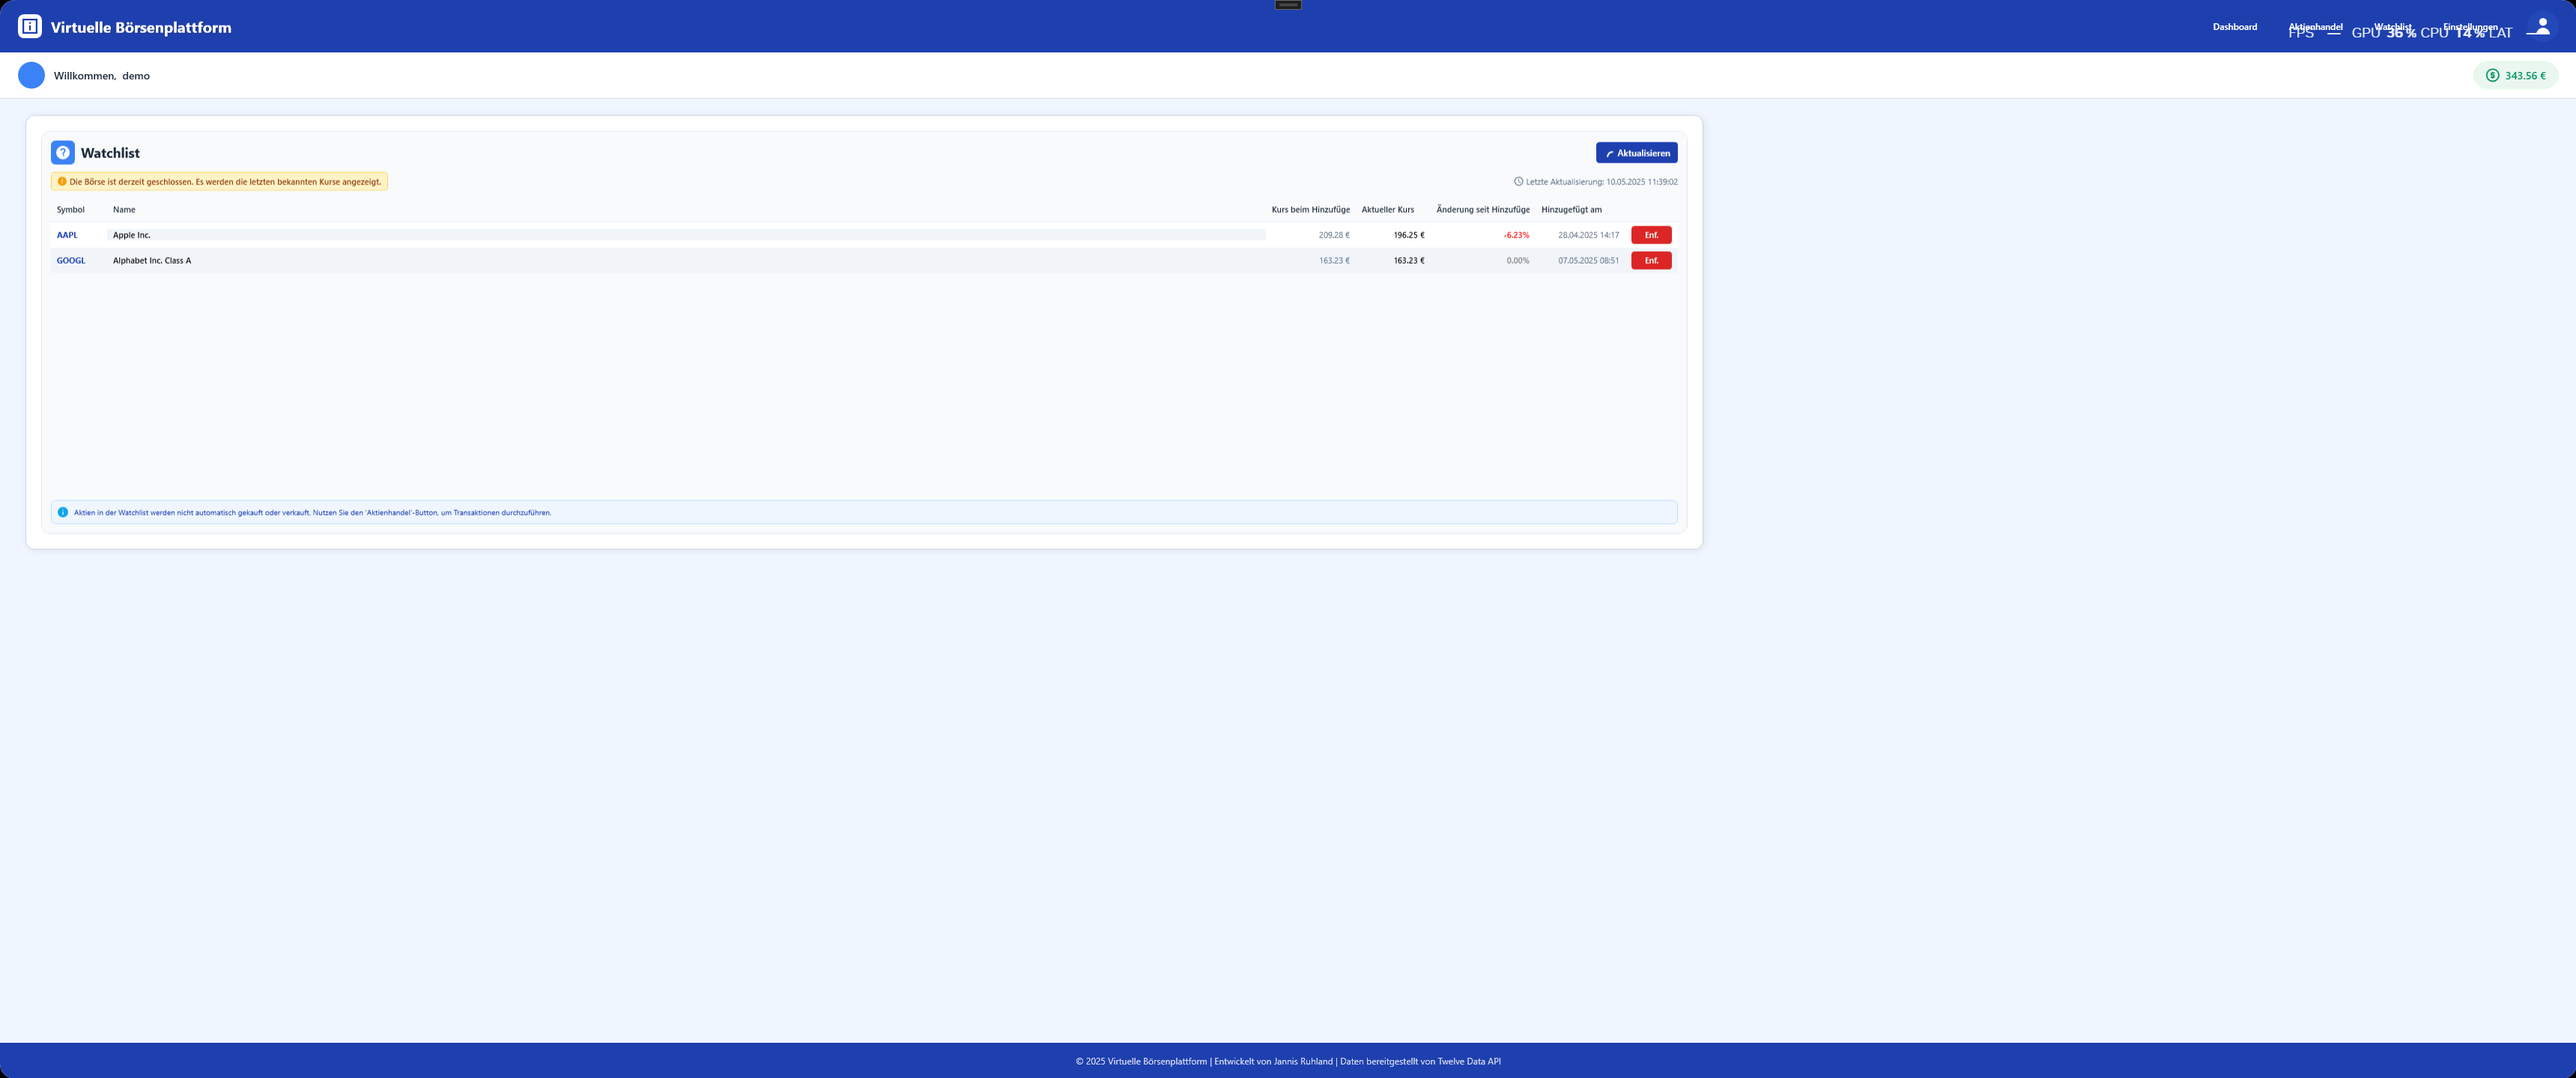 Virtuelle Börsenplattform
Dashboard Aktienhandel Watchlist Einstellungen
FPS — GPU 36 % CPU 14 % LAT —
Willommen, demo
343.56 €
Watchlist
Aktualisieren
Die Börse ist derzeit geschlossen. Es werden die letzten bekannten Kurse angezeigt.
Letzte Aktualisierung: 10.05.2025 11:39:02
Symbol Name Kurs beim Hinzufüge Aktueller Kurs Änderung seit Hinzufüge Hinzugefügt am
AAPL Apple Inc. 209.28 € 196.25 € -6.23% 28.04.2025 14:17 Enf.
GOOGL Alphabet Inc. Class A 163.23 € 163.23 € 0.00% 07.05.2025 08:51 Enf.
Aktien in der Watchlist werden nicht automatisch gekauft oder verkauft. Nutzen Sie den 'Aktienhandel'-Button, um Transaktionen durchzuführen.
© 2025 Virtuelle Börsenplattform | Entwickelt von Jannis Ruhland | Daten bereitgestellt von Twelve Data API